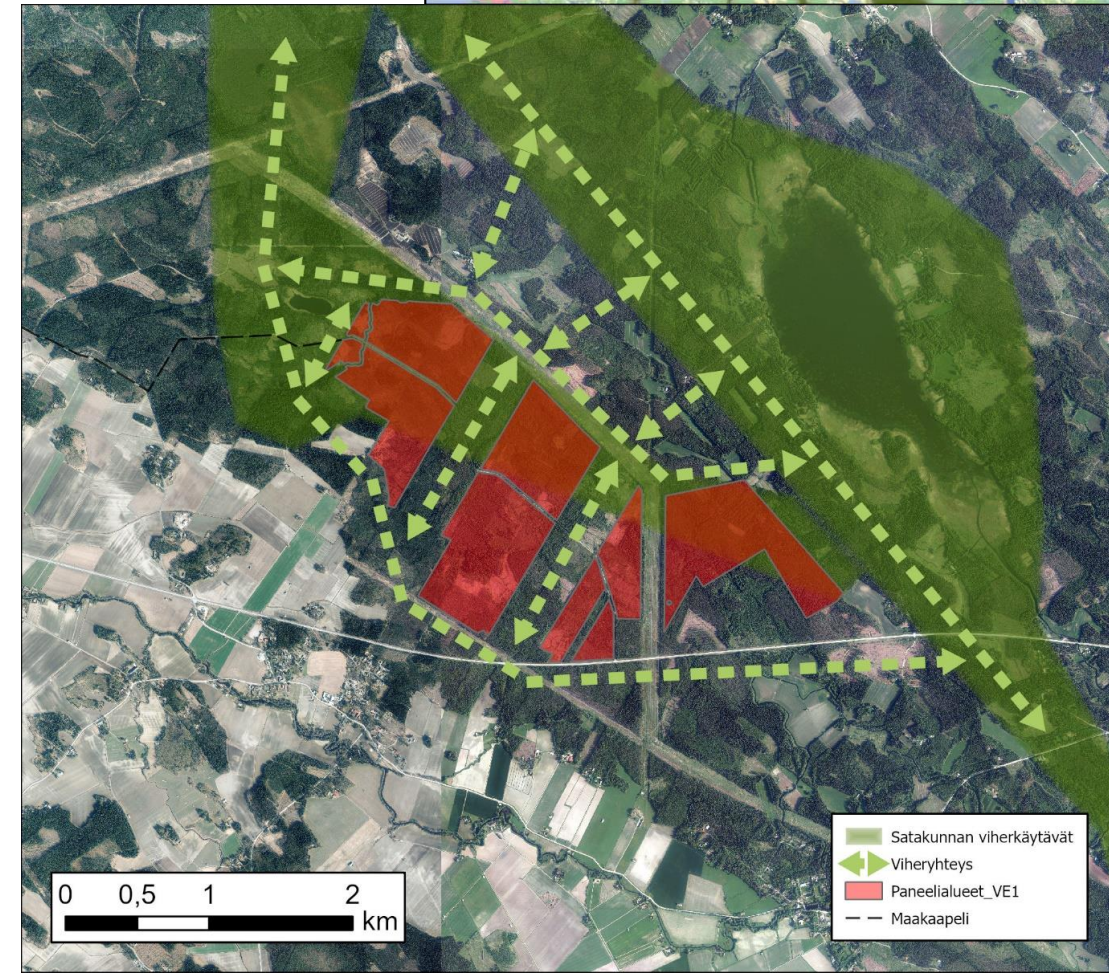 Satakunnan viherkäytävät
Viheryhteys
Paneelialueet_VE1
Maakaapeli
0 0,5 1 2
km